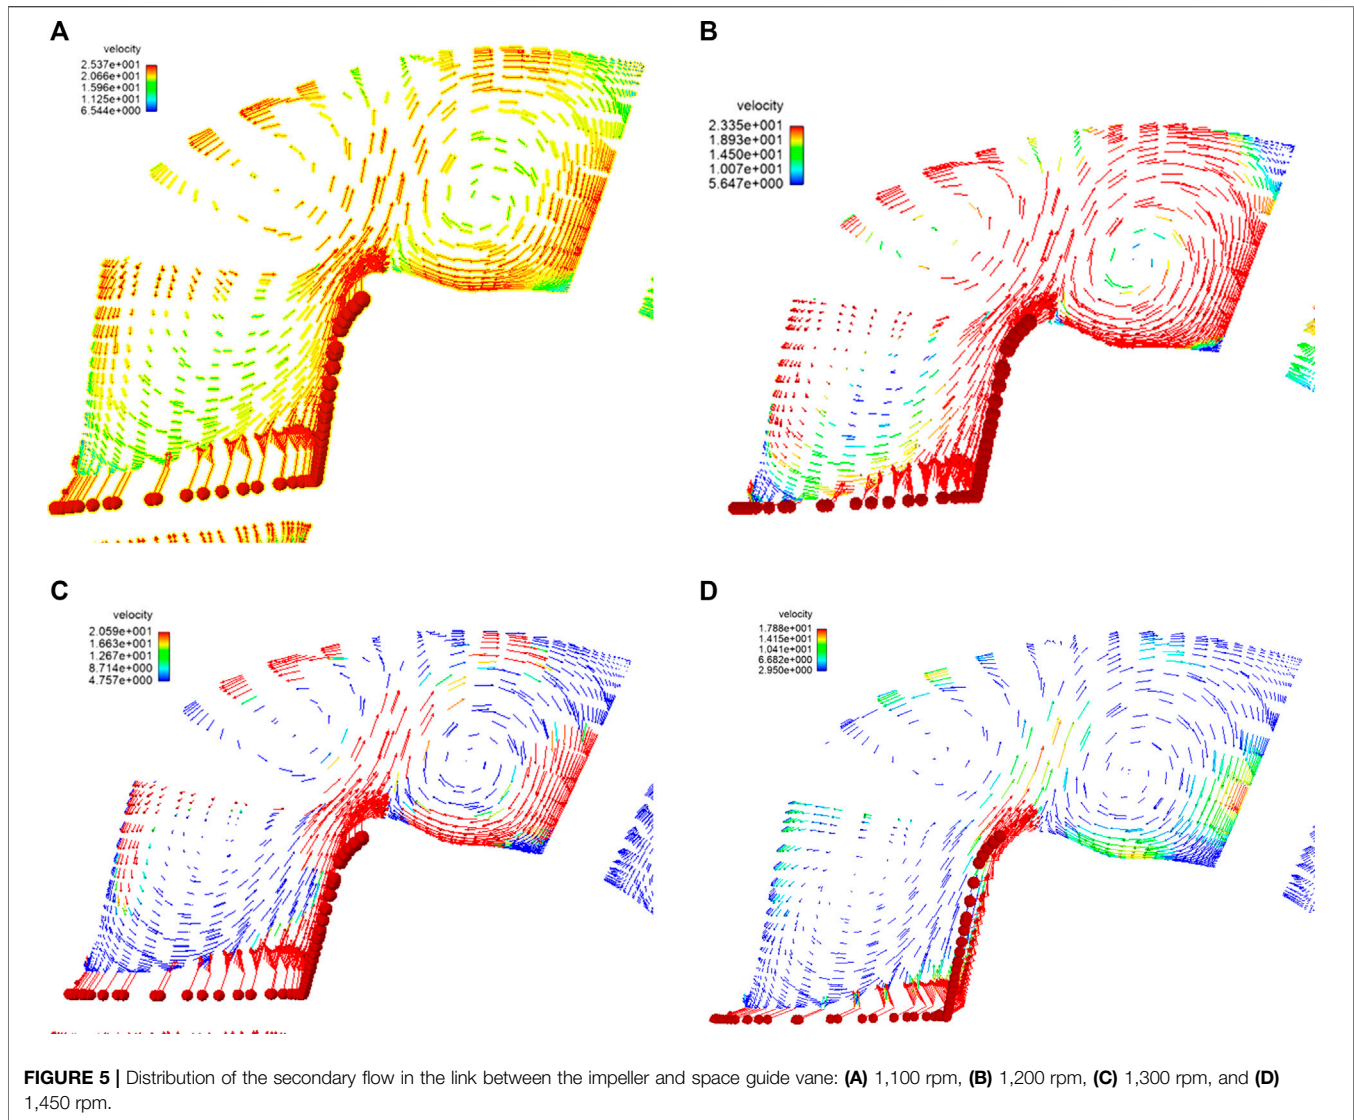 A
velocity
2.537e+001
2.066e+001
1.596e+001
1.125e+001
6.544e+000
B
velocity
2.335e+001
1.893e+001
1.450e+001
1.007e+001
5.647e+000
C
velocity
2.059e+001
1.663e+001
1.267e+001
8.714e+000
4.757e+000
D
velocity
1.788e+001
1.415e+001
1.041e+001
6.682e+000
2.950e+000
FIGURE 5 | Distribution of the secondary flow in the link between the impeller and space guide vane: (A) 1,100 rpm, (B) 1,200 rpm, (C) 1,300 rpm, and (D)
1,450 rpm.